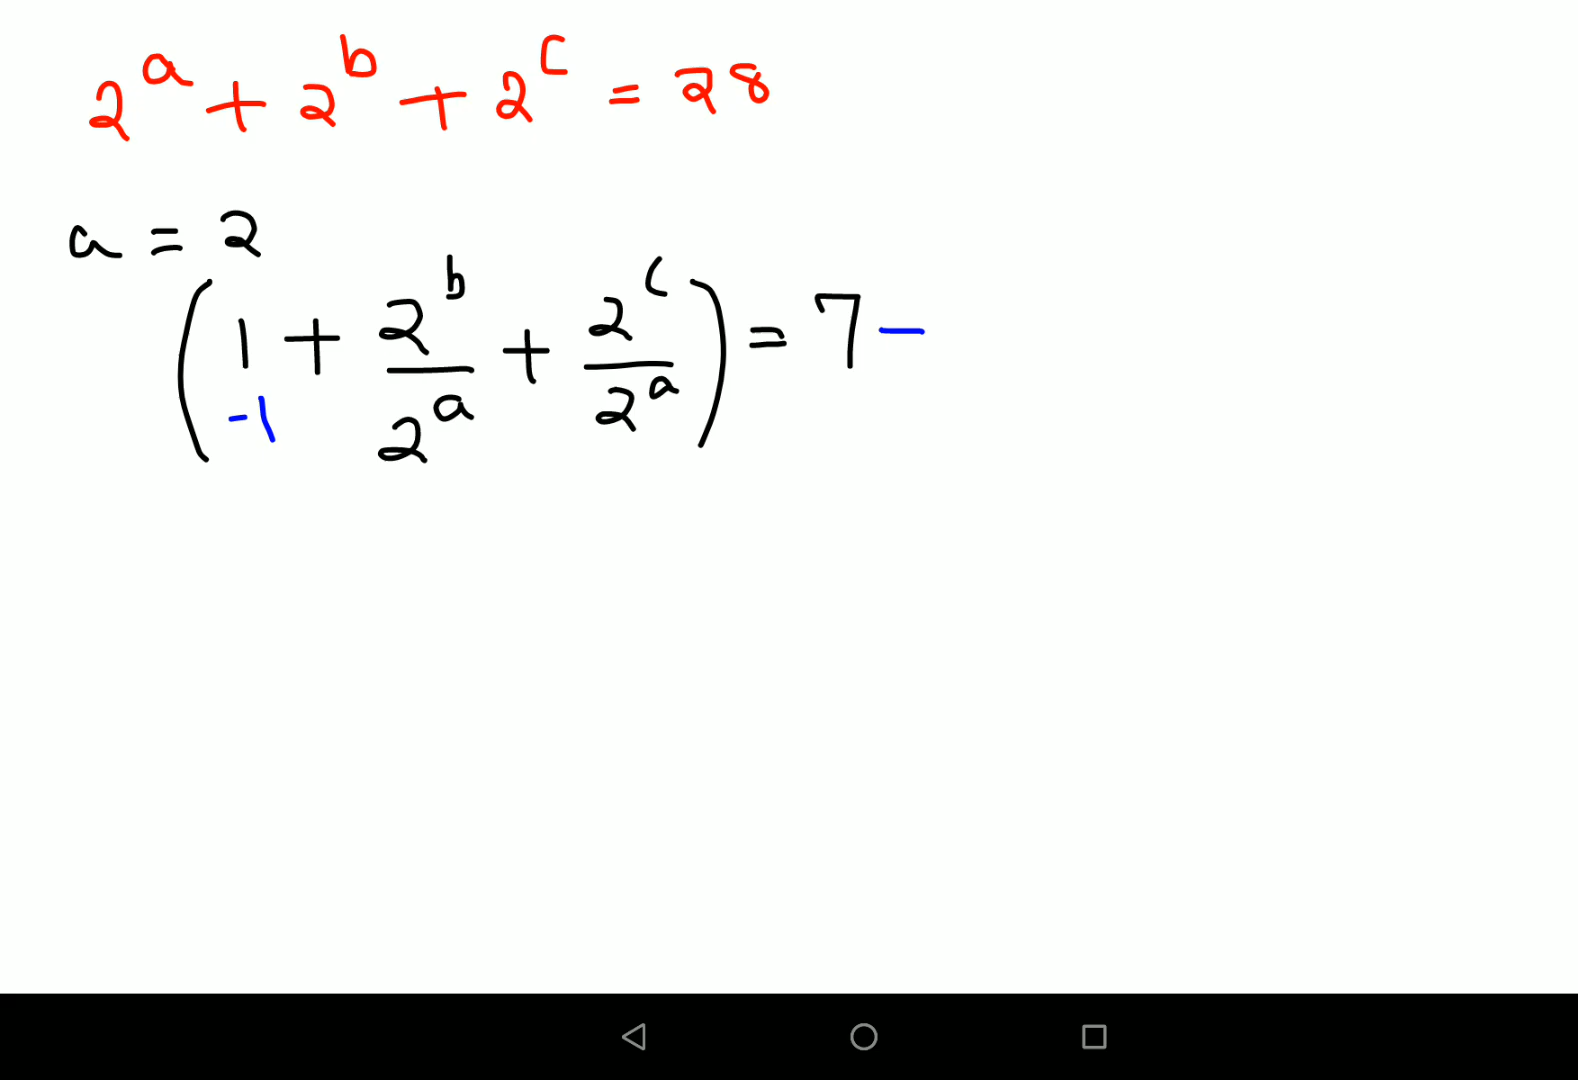 2^a + 2^b + 2^c = 28
a = 2
(1 + 2^b/2^a + 2^c/2^a) = 7 -
-1